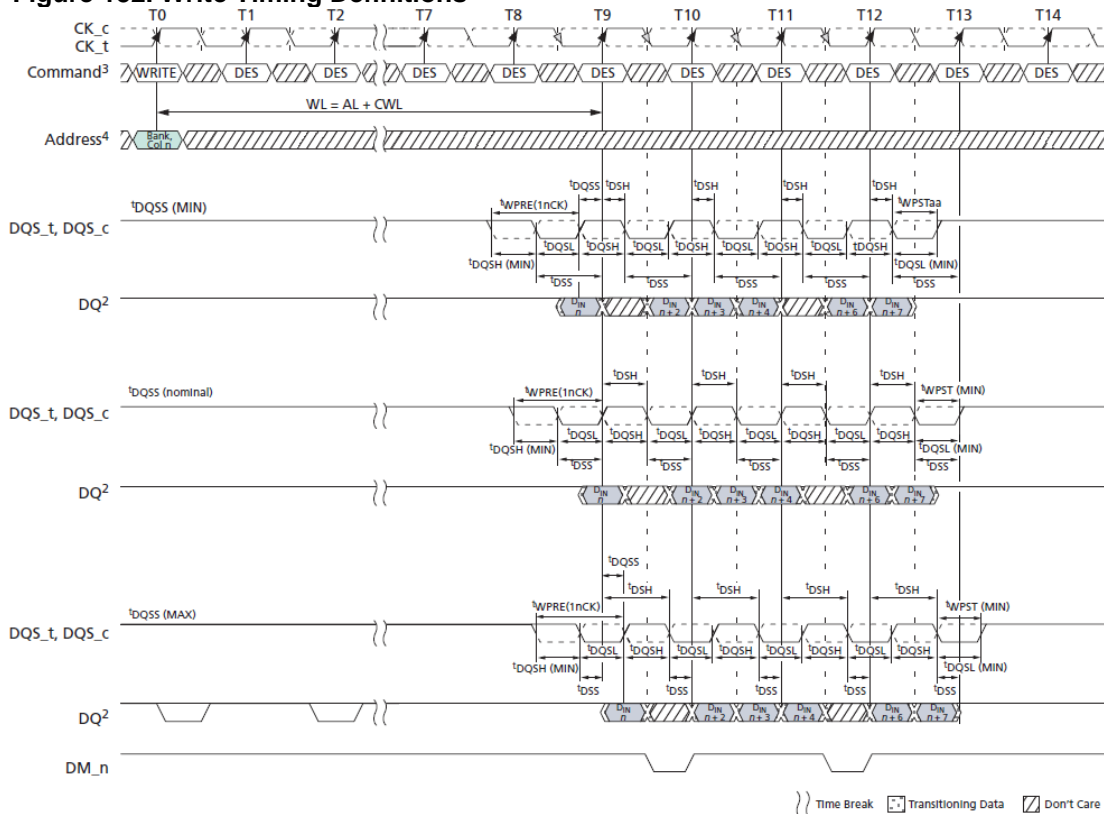 Write Timing Definitions
T0 T1 T2 T7 T8 T9 T10 T11 T12 T13 T14
CK_c
CK_t
Command3 WRITE DES DES DES DES DES DES DES DES DES DES
WL = AL + CWL
Address4 Bank, Col n
tDQSS tDSH tDSH tDSH tDSH
tDQSS (MIN) tWPRE(1nCK) tWPSTaa
DQS_t, DQS_c
tDQSL tDQSH tDQSL tDQSH tDQSL tDQSH tDQSL tDQSH
tDQSH (MIN) tDQSL (MIN)
tDSS tDSS tDSS tDSS tDSS
DQ2 DIN n DIN n + 2 DIN n + 3 DIN n + 4 DIN n + 6 DIN n + 7
tDSH tDSH tDSH tDSH
tDQSS (nominal) tWPRE(1nCK) tWPST (MIN)
DQS_t, DQS_c
tDQSL tDQSH tDQSL tDQSH tDQSL tDQSH tDQSL tDQSH
tDQSH (MIN) tDQSL (MIN)
tDSS tDSS tDSS tDSS tDSS
DQ2 DIN n DIN n + 2 DIN n + 3 DIN n + 4 DIN n + 6 DIN n + 7
tDQSS
tDSH tDSH tDSH tDSH
tDQSS (MAX) tWPRE(1nCK) tWPST (MIN)
DQS_t, DQS_c
tDQSL tDQSH tDQSL tDQSH tDQSL tDQSH tDQSL tDQSH
tDQSH (MIN) tDQSL (MIN)
tDSS tDSS tDSS tDSS tDSS
DQ2 DIN n DIN n + 2 DIN n + 3 DIN n + 4 DIN n + 6 DIN n + 7
DM_n
Time Break Transitioning Data Don't Care